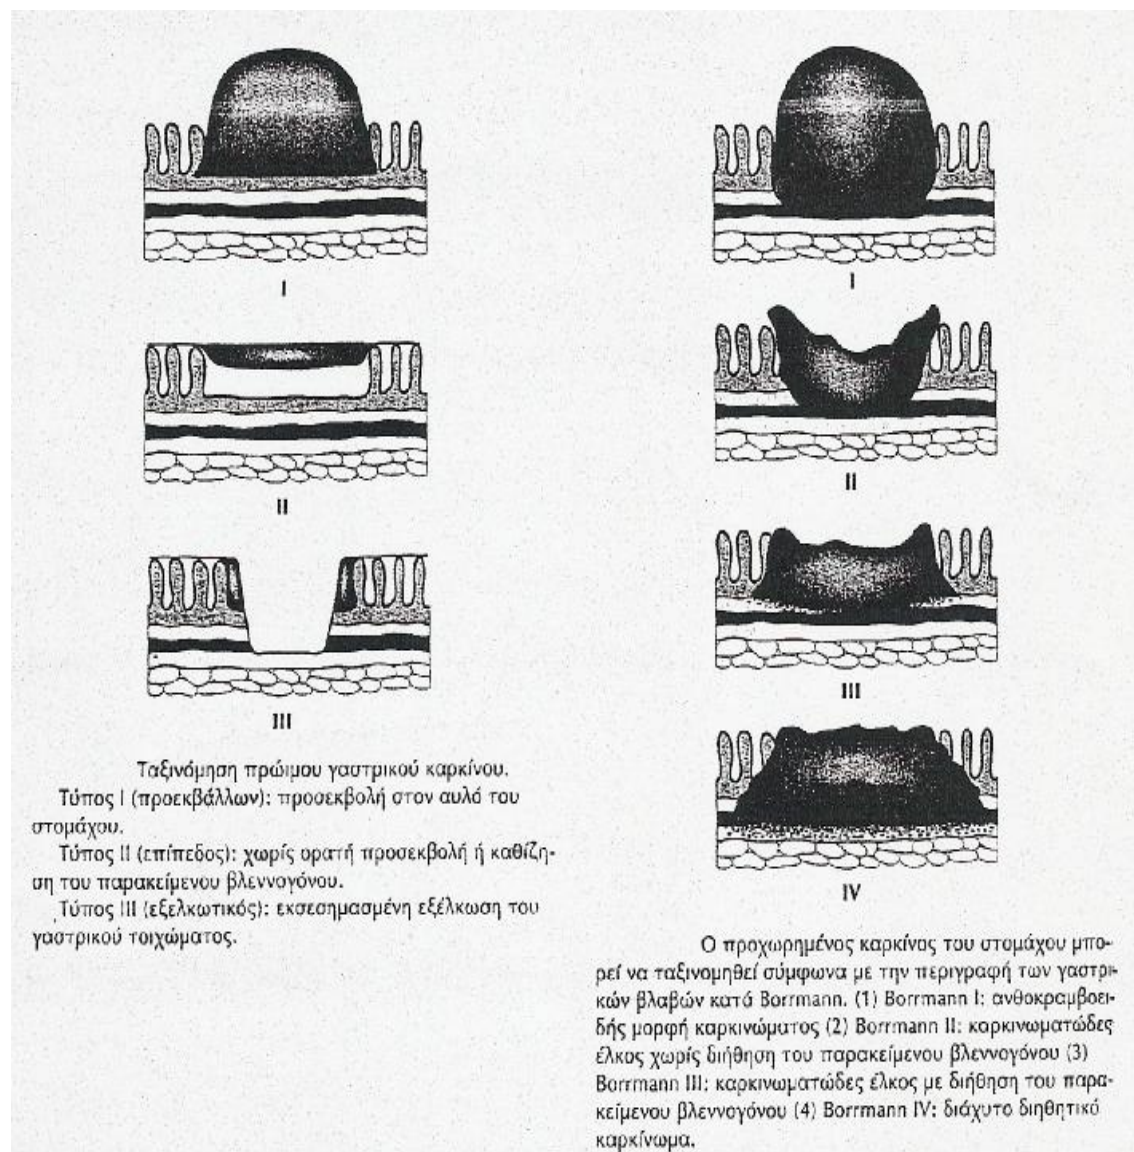 I
II
III
Ταξινόμηση πρώιμου γαστρικού καρκίνου.
Τύπος Ι (προεκβάλλων): προσεκβολή στον αυλό του
στομάχου.
Τύπος ΙΙ (επίπεδος): χωρίς ορατή προσεκβολή ή καθίζη-
ση του παρακείμενου βλεννογόνου.
Τύπος ΙΙΙ (εξελκωτικός): εκσεσημασμένη εξέλκωση του
γαστρικού τοιχώματος.
I
II
III
IV
Ο προχωρημένος καρκίνος του στομάχου μπο-
ρεί να ταξινομηθεί σύμφωνα με την περιγραφή των γαστρι-
κών βλαβών κατά Borrmann. (1) Borrmann I: ανθοκραμβοει-
δής μορφή καρκινώματος (2) Borrmann II: καρκινωματώδες
έλκος χωρίς διήθηση του παρακείμενου βλεννογόνου (3)
Borrmann III: καρκινωματώδες έλκος με διήθηση του παρα-
κείμενου βλεννογόνου (4) Borrmann IV: διάχυτο διηθητικό
καρκίνωμα.